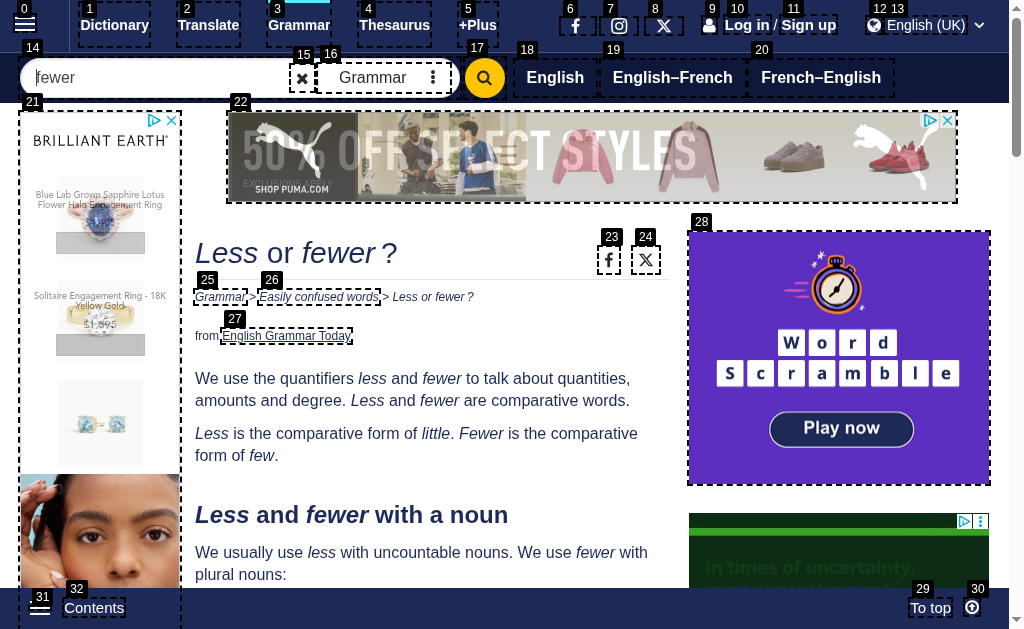 0 1 2 3 4 5 6 7 8 9 10 11 12 13
Dictionary Translate Grammar Thesaurus +Plus Log in / Sign up English (UK)
14 15 16 17 18 19 20
fewer Grammar English English–French French–English
21 22
BRILLIANT EARTH
50% OFF SELECT STYLES
EXCLUSIONS APPLY
SHOP PUMA.COM
Blue Lab Grown Sapphire Lotus
Flower Halo Engagement Ring
Solitaire Engagement Ring - 18K
Yellow Gold
$1,395
23 24
Less or fewer ?
25 26
Grammar > Easily confused words > Less or fewer ?
27
from English Grammar Today
We use the quantifiers less and fewer to talk about quantities,
amounts and degree. Less and fewer are comparative words.
Less is the comparative form of little. Fewer is the comparative
form of few.
Less and fewer with a noun
We usually use less with uncountable nouns. We use fewer with
plural nouns:
28
Word
Scramble
Play now
In times of uncertainty,
31 32 29 30
Contents To top